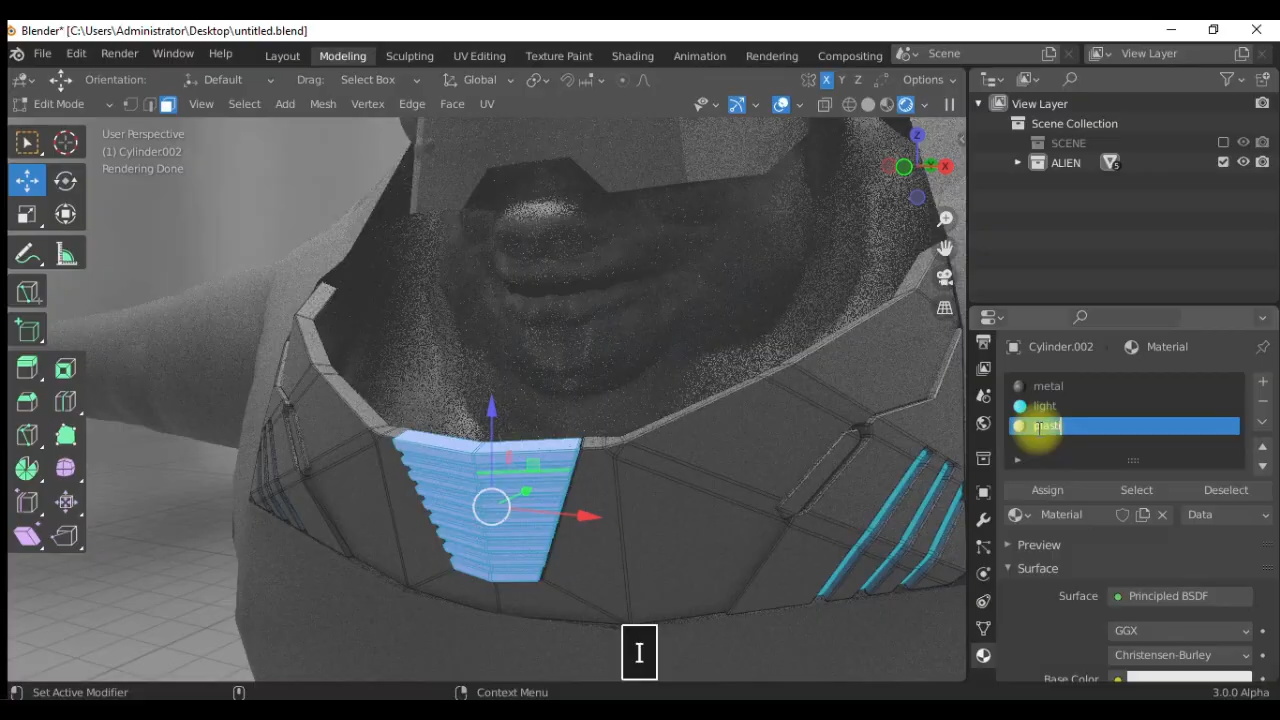 Blender* [C:\Users\Administrator\Desktop\untitled.blend]
File Edit Render Window Help Layout Modeling Sculpting UV Editing Texture Paint Shading Animation Rendering Compositing Scene View Layer
Orientation: Default Drag: Select Box Global X Y Z Options
Edit Mode View Select Add Mesh Vertex Edge Face UV
User Perspective
(1) Cylinder.002
Rendering Done
Z
X
View Layer
Scene Collection
SCENE
ALIEN 5
Cylinder.002 Material
metal
light
plasti
Assign Select Deselect
Material Data
Preview
Surface
Surface Principled BSDF
GGX
Christensen-Burley
Base Color
I
Set Active Modifier Context Menu 3.0.0 Alpha